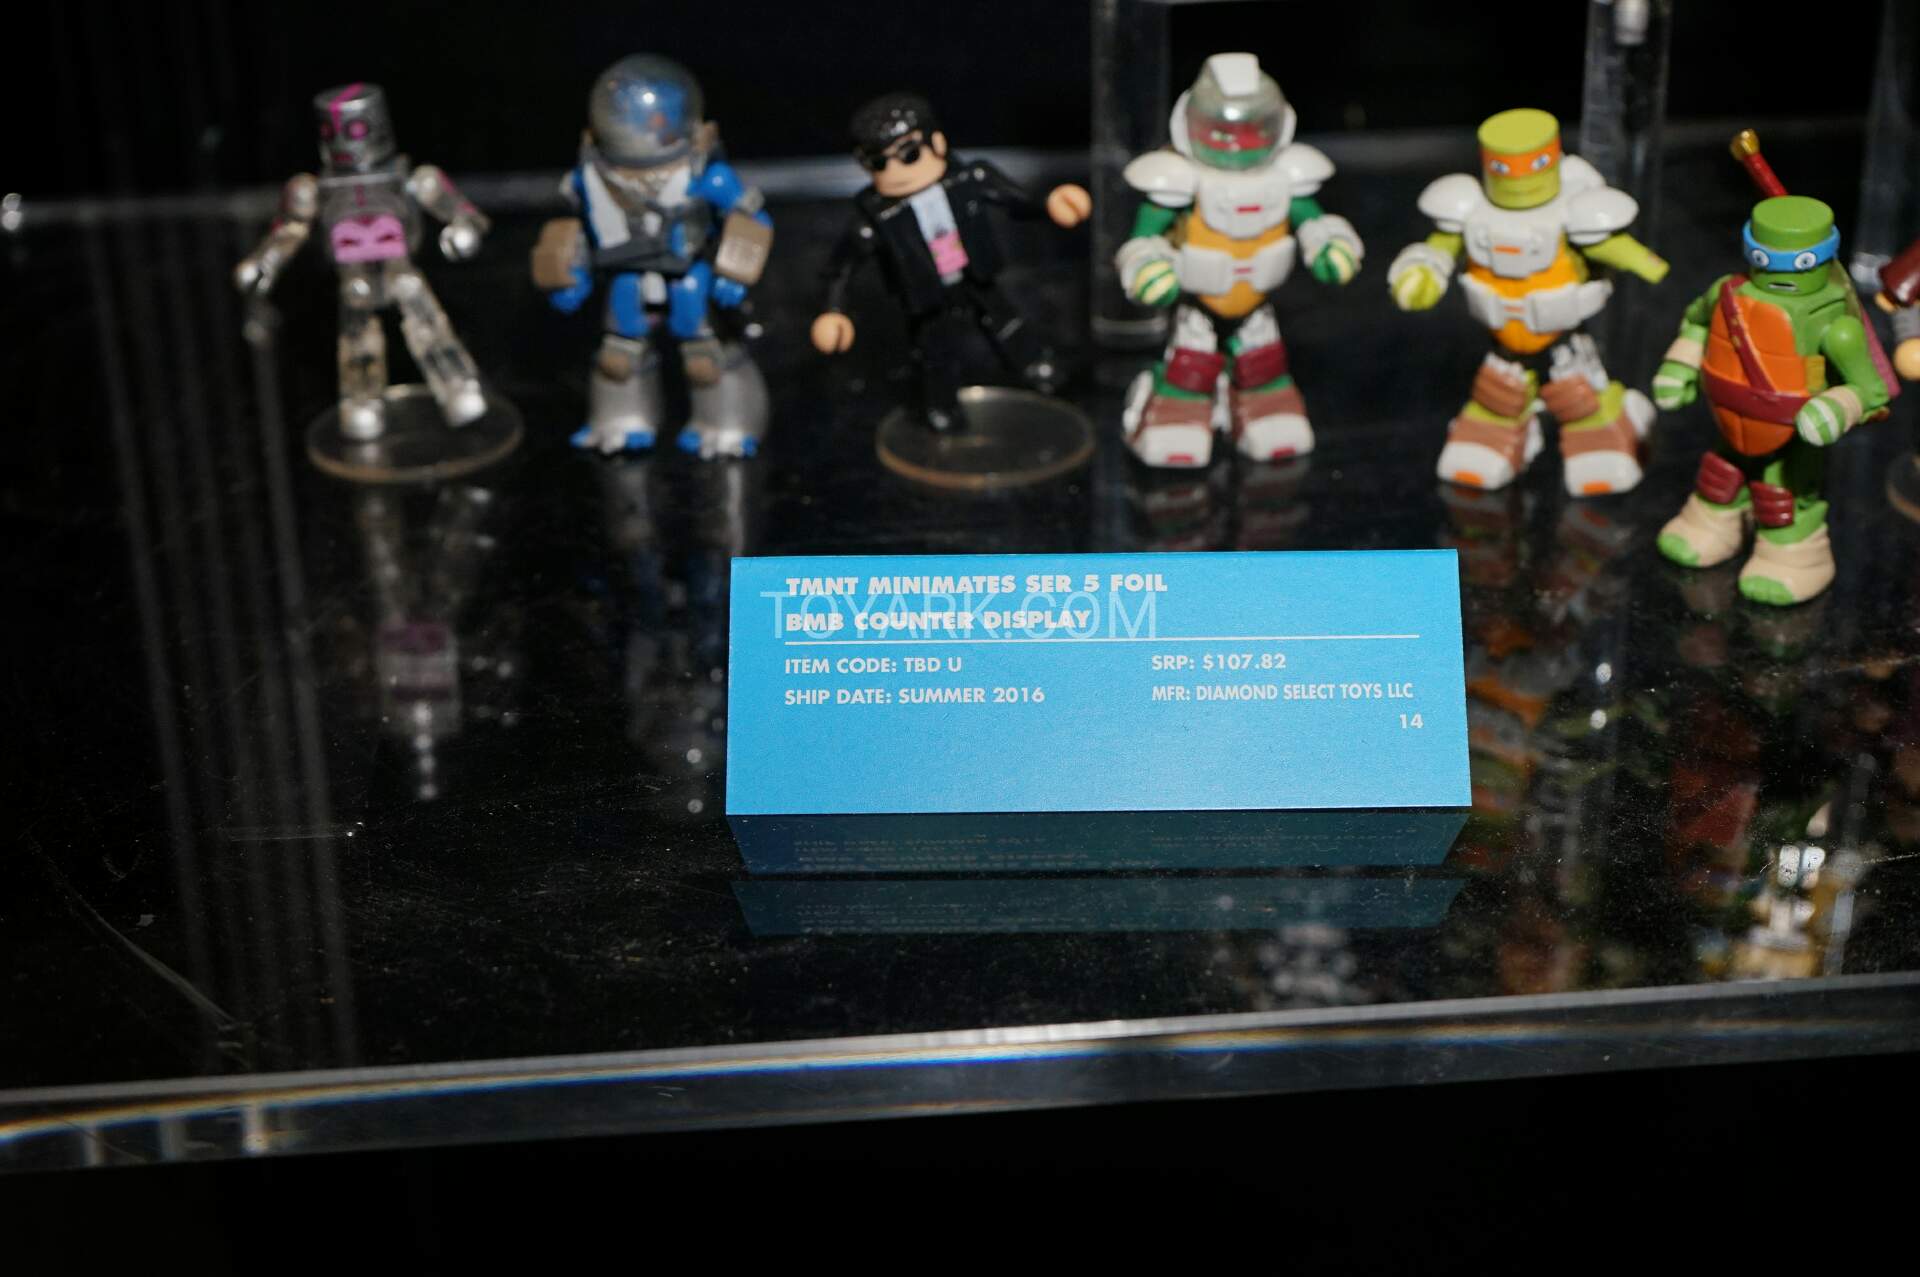 TMNT MINIMATES SER 5 FOIL
BMB COUNTER DISPLAY
TOYARK.COM
ITEM CODE: TBD U
SRP: $107.82
SHIP DATE: SUMMER 2016
MFR: DIAMOND SELECT TOYS LLC
14